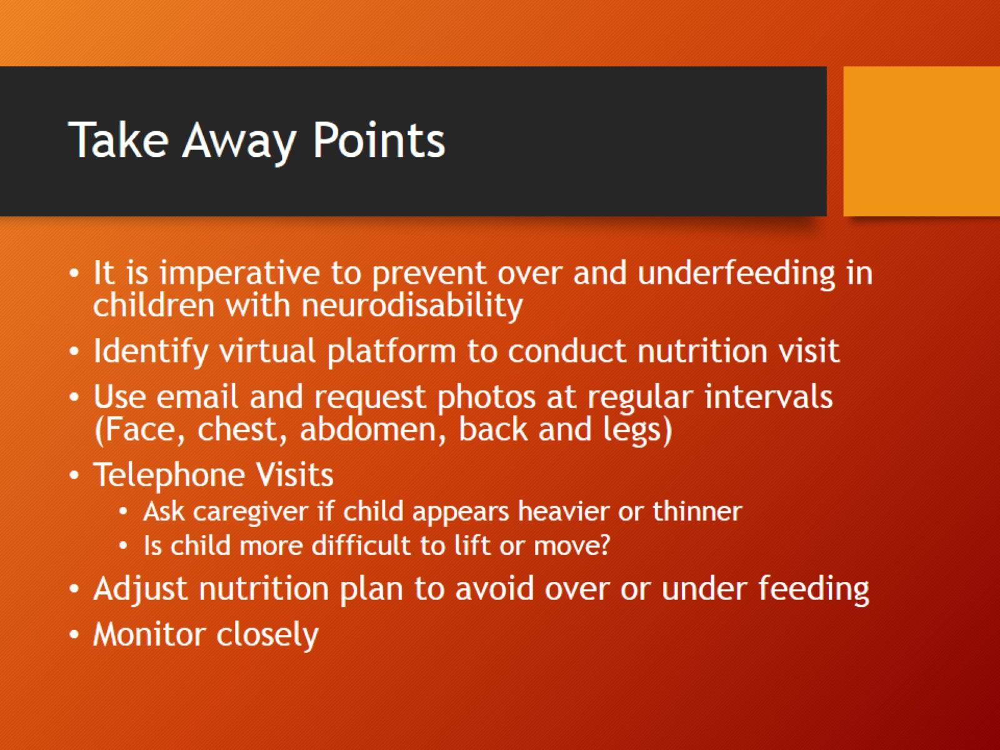 Take Away Points
• It is imperative to prevent over and underfeeding in
children with neurodisability
• Identify virtual platform to conduct nutrition visit
• Use email and request photos at regular intervals
(Face, chest, abdomen, back and legs)
• Telephone Visits
• Ask caregiver if child appears heavier or thinner
• Is child more difficult to lift or move?
• Adjust nutrition plan to avoid over or under feeding
• Monitor closely